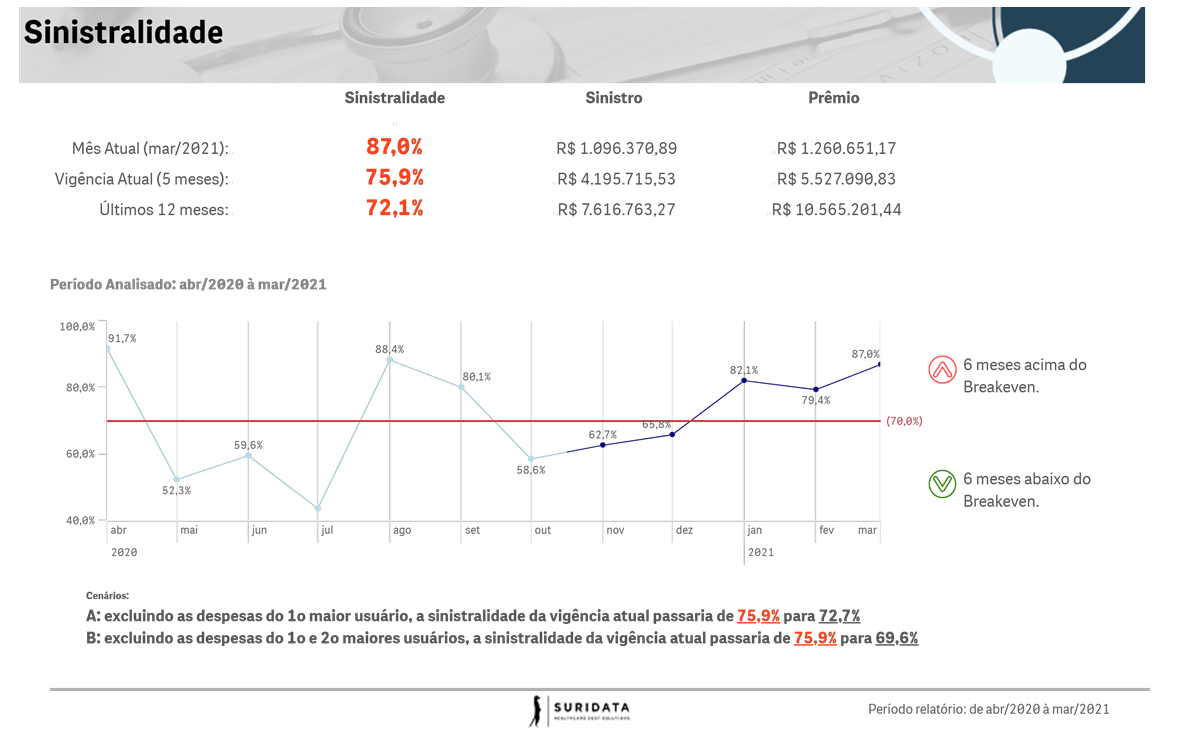 Sinistralidade
Sinistralidade Sinistro Prêmio
Mês Atual (mar/2021): 87,0% R$ 1.096.370,89 R$ 1.260.651,17
Vigência Atual (5 meses): 75,9% R$ 4.195.715,53 R$ 5.527.090,83
Últimos 12 meses: 72,1% R$ 7.616.763,27 R$ 10.565.201,44
Período Analisado: abr/2020 à mar/2021
100,0%
80,0%
60,0%
40,0%
91,7%
52,3%
59,6%
88,4%
80,1%
58,6%
62,7%
65,8%
82,1%
79,4%
87,0%
(70,0%)
abr mai jun jul ago set out nov dez jan fev mar
2020 2021
6 meses acima do
Breakeven.
6 meses abaixo do
Breakeven.
Cenários:
A: excluindo as despesas do 1o maior usuário, a sinistralidade da vigência atual passaria de 75,9% para 72,7%
B: excluindo as despesas do 1o e 2o maiores usuários, a sinistralidade da vigência atual passaria de 75,9% para 69,6%
SURIDATA
HEALTHCARE COST SOLUTIONS
Período relatório: de abr/2020 à mar/2021